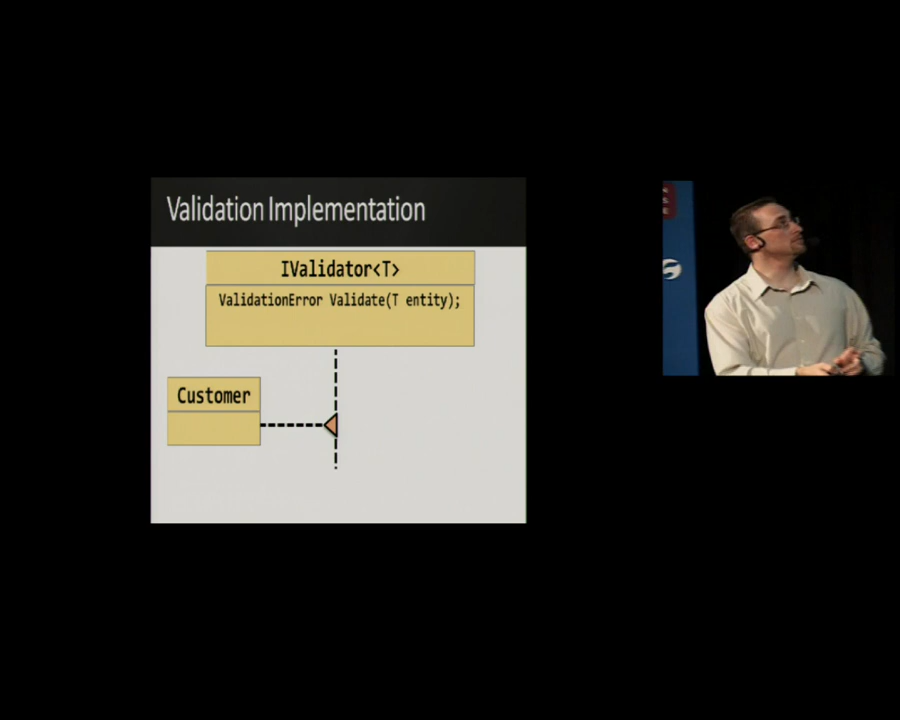 Validation Implementation
IValidator<T>
ValidationError Validate(T entity);
Customer